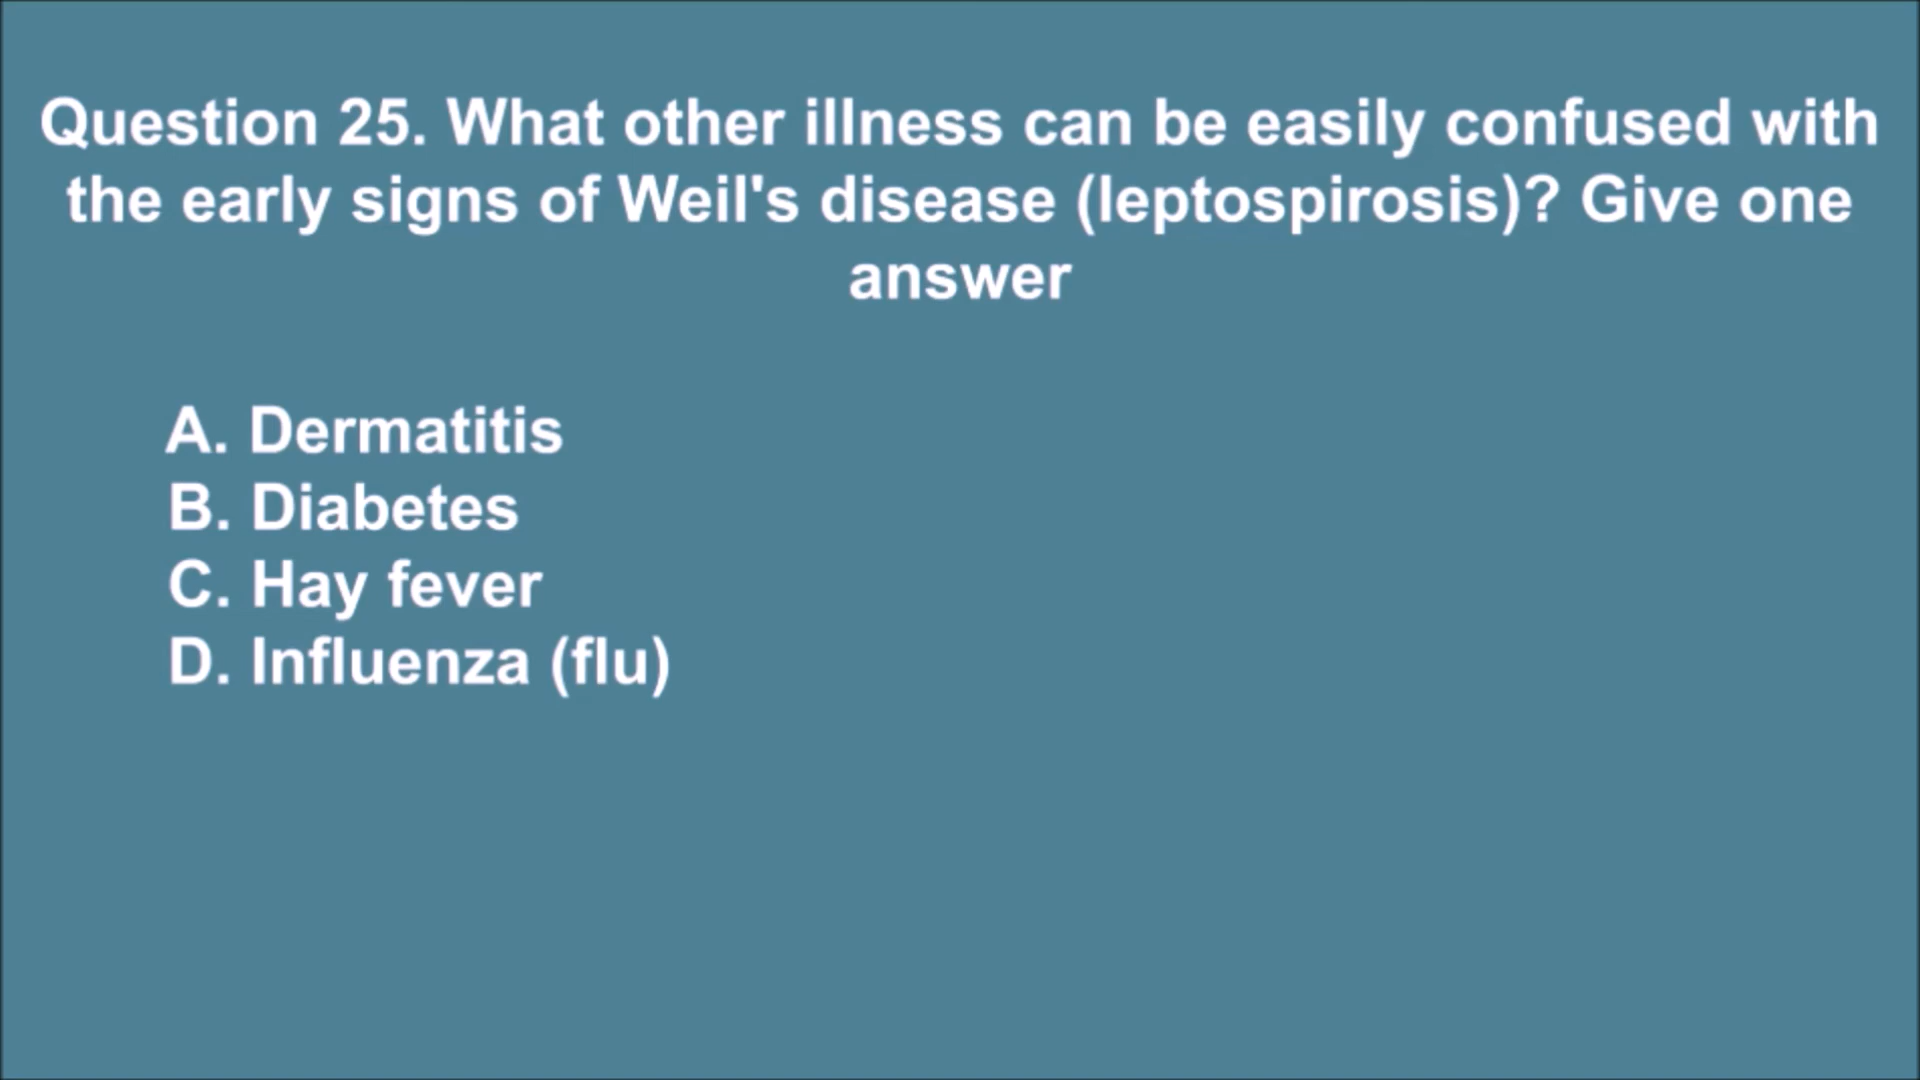 Question 25. What other illness can be easily confused with
the early signs of Weil's disease (leptospirosis)? Give one
answer
A. Dermatitis
B. Diabetes
C. Hay fever
D. Influenza (flu)